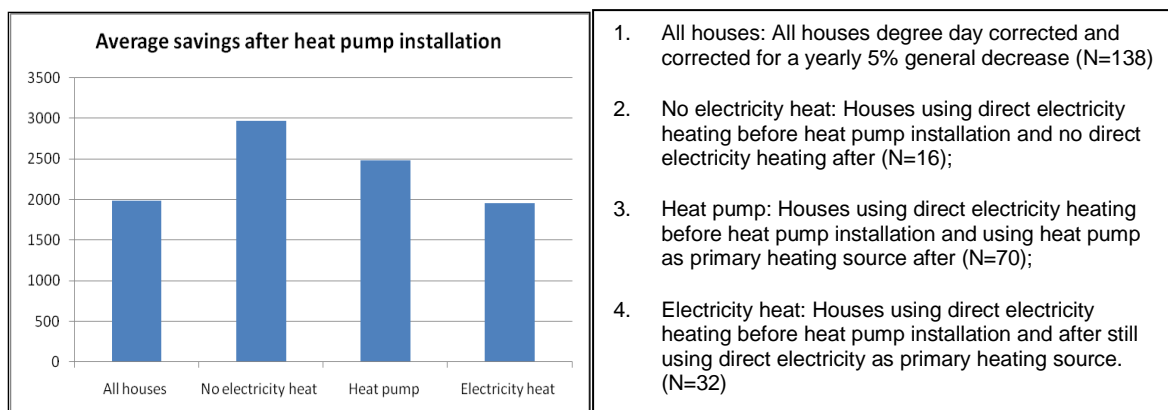 Average savings after heat pump installation
3500
3000
2500
2000
1500
1000
500
0
All houses
No electricity heat
Heat pump
Electricity heat
1. All houses: All houses degree day corrected and
corrected for a yearly 5% general decrease (N=138)
2. No electricity heat: Houses using direct electricity
heating before heat pump installation and no direct
electricity heating after (N=16);
3. Heat pump: Houses using direct electricity heating
before heat pump installation and using heat pump
as primary heating source after (N=70);
4. Electricity heat: Houses using direct electricity
heating before heat pump installation and after still
using direct electricity as primary heating source.
(N=32)